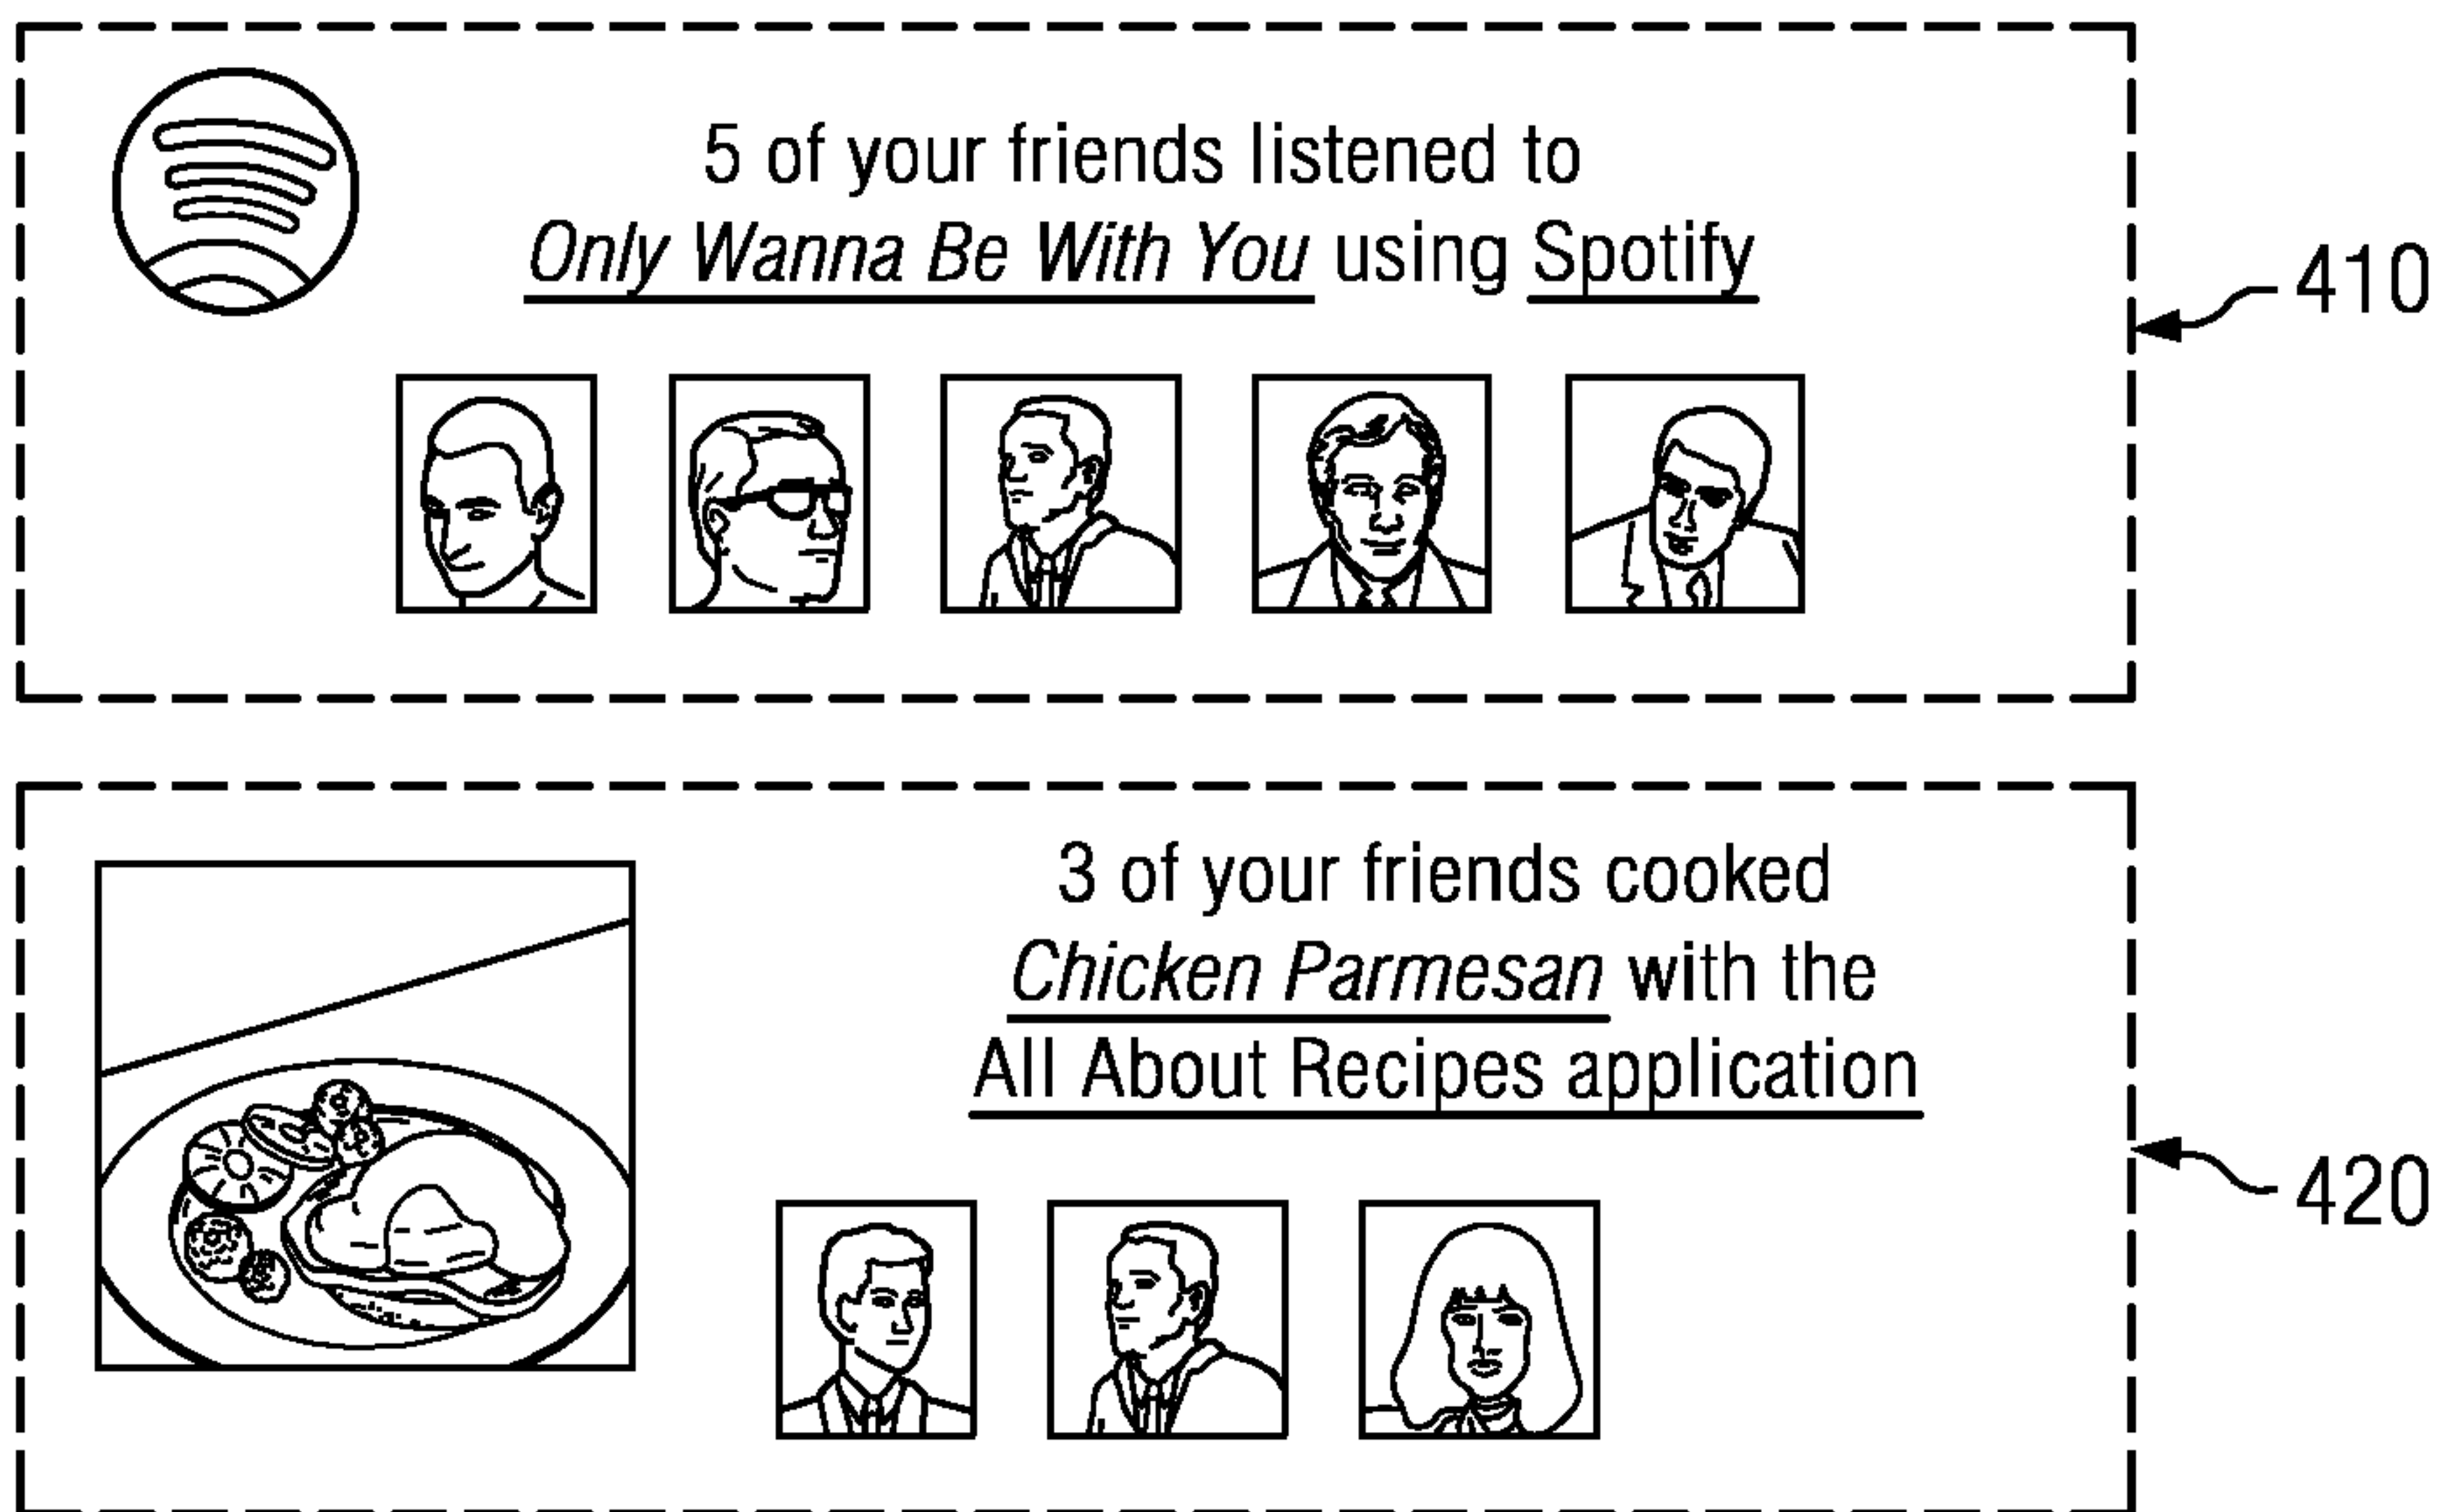 5 of your friends listened to
Only Wanna Be With You using Spotify
410
3 of your friends cooked
Chicken Parmesan with the
All About Recipes application
420